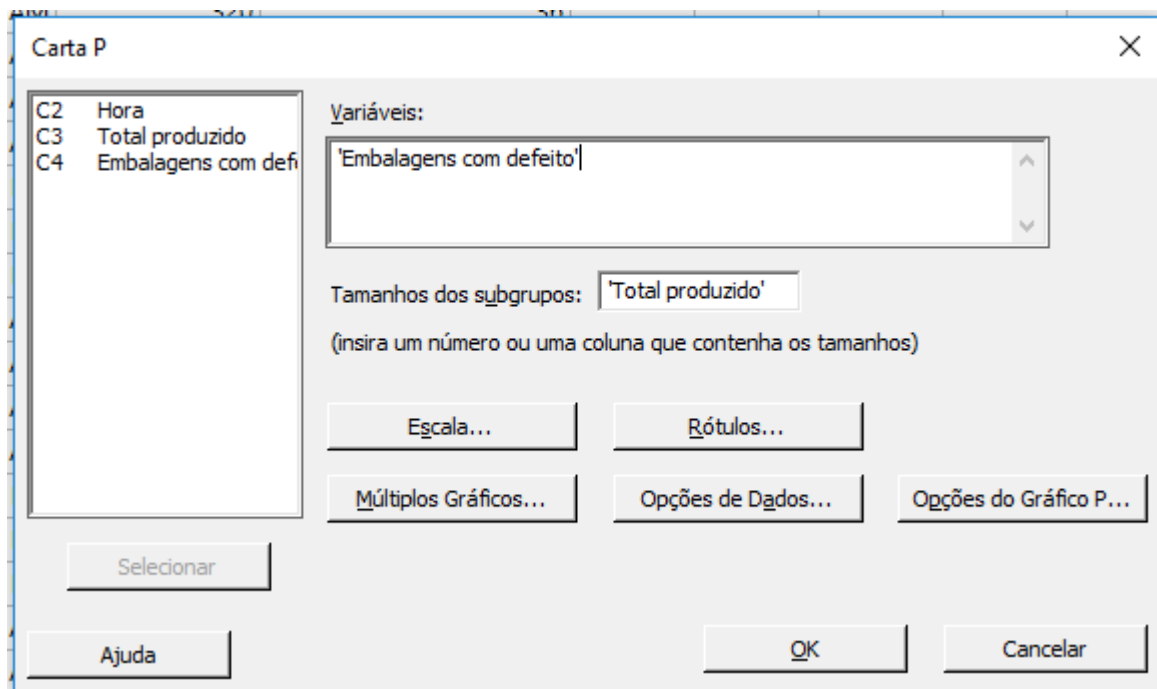 Carta P
C2 Hora
C3 Total produzido
C4 Embalagens com def
Variáveis:
'Embalagens com defeito'
Tamanhos dos subgrupos: 'Total produzido'
(insira um número ou uma coluna que contenha os tamanhos)
Escala... Rótulos...
Múltiplos Gráficos... Opções de Dados... Opções do Gráfico P...
Selecionar
Ajuda OK Cancelar